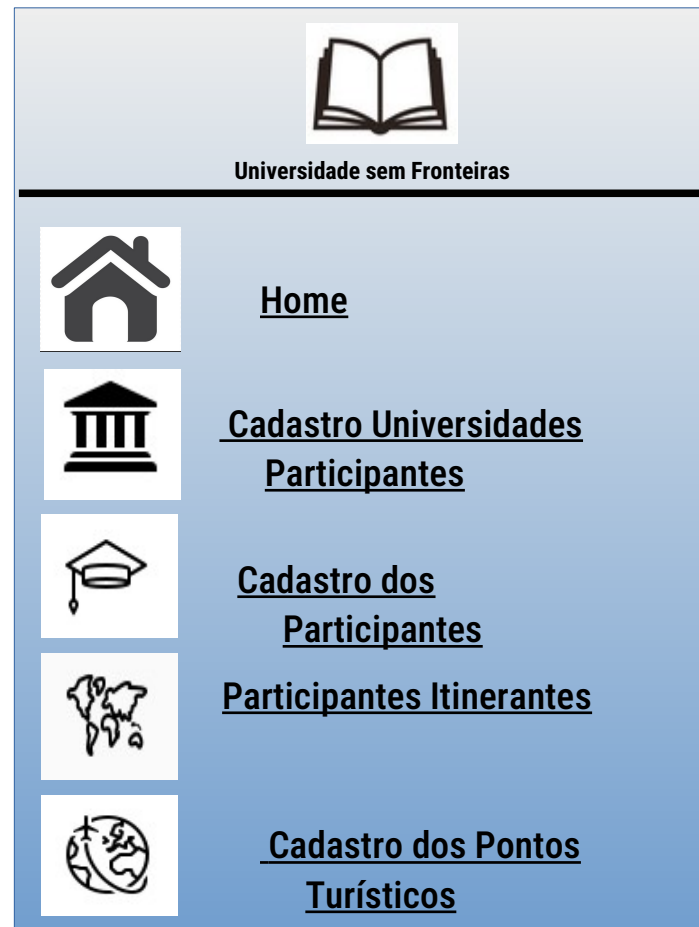 Universidade sem Fronteiras
Home
Cadastro Universidades
Participantes
Cadastro dos
Participantes
Participantes Itinerantes
Cadastro dos Pontos
Turísticos